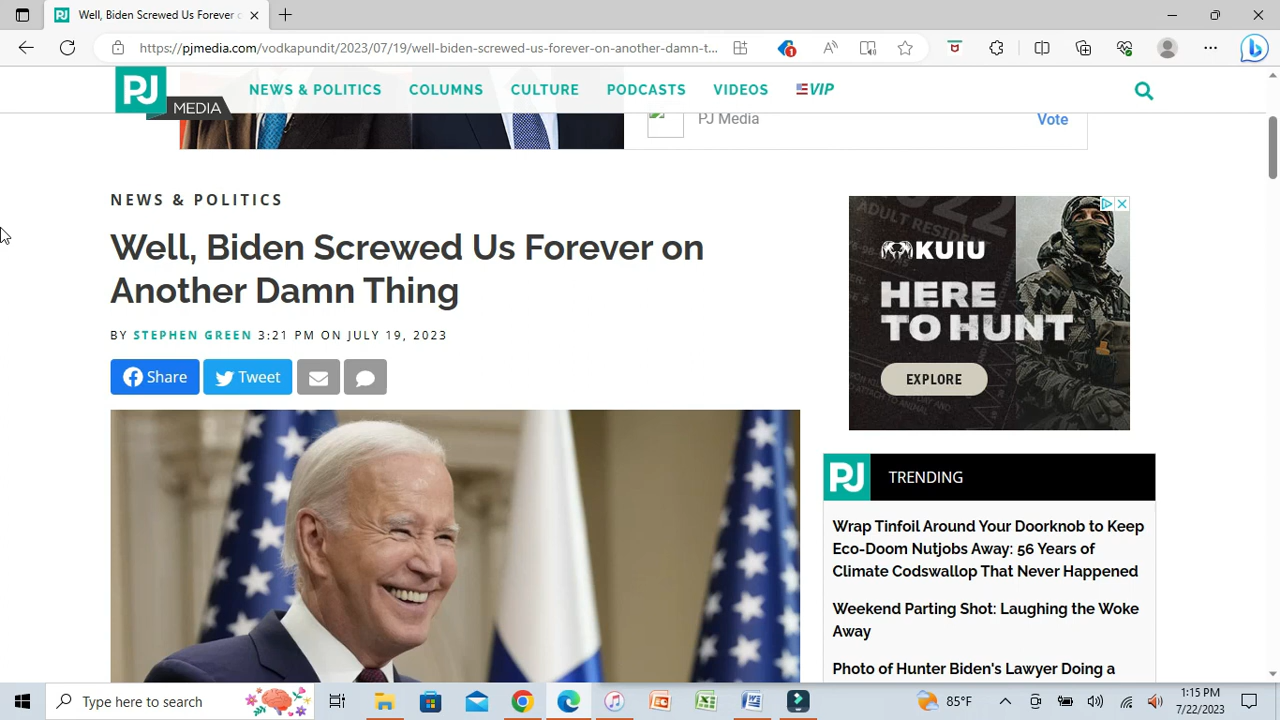 Well, Biden Screwed Us Forever o
https://pjmedia.com/vodkapundit/2023/07/19/well-biden-screwed-us-forever-on-another-damn-t...
1
PJ
MEDIA
NEWS & POLITICS COLUMNS CULTURE PODCASTS VIDEOS VIP
PJ Media
Vote
NEWS & POLITICS
Well, Biden Screwed Us Forever on
Another Damn Thing
BY STEPHEN GREEN 3:21 PM ON JULY 19, 2023
Share Tweet
2022
ADULT RESIDEN
KUIU
HERE
TO HUNT
EXPLORE
PJ TRENDING
Wrap Tinfoil Around Your Doorknob to Keep
Eco-Doom Nutjobs Away: 56 Years of
Climate Codswallop That Never Happened
Weekend Parting Shot: Laughing the Woke
Away
Photo of Hunter Biden's Lawyer Doing a
Type here to search
85°F
1:15 PM
7/22/2023